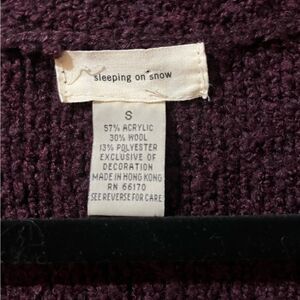 sleeping on snow
S
57% ACRYLIC
30% WOOL
13% POLYESTER
EXCLUSIVE OF
DECORATION
MADE IN HONG KONG
RN 66170
SEE REVERSE FOR CARE